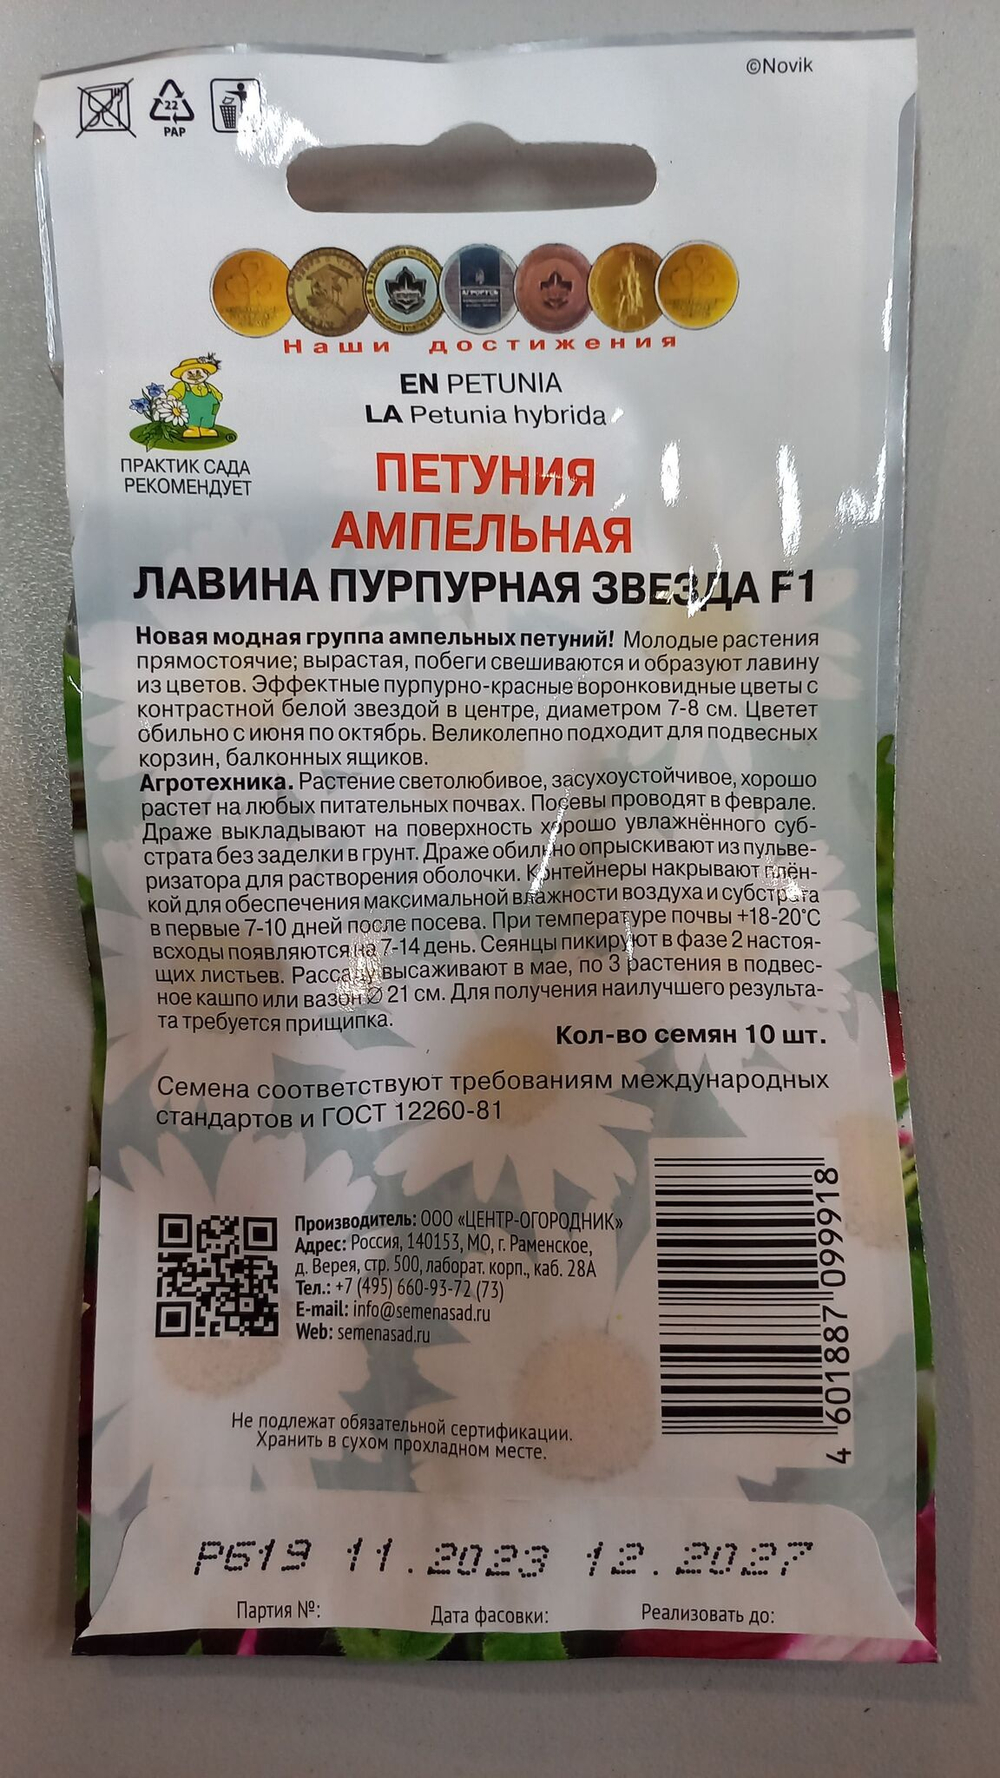 ©Novik
22
PAP
АГРОРУСЬ
Наши достижения
EN PETUNIA
LA Petunia hybrida
ПРАКТИК САДА
РЕКОМЕНДУЕТ
ПЕТУНИЯ
АМПЕЛЬНАЯ
ЛАВИНА ПУРПУРНАЯ ЗВЕЗДА F1
Новая модная группа ампельных петуний! Молодые растения
прямостоячие; вырастая, побеги свешиваются и образуют лавину
из цветов. Эффектные пурпурно-красные воронковидные цветы с
контрастной белой звездой в центре, диаметром 7-8 см. Цветет
обильно с июня по октябрь. Великолепно подходит для подвесных
корзин, балконных ящиков.
Агротехника. Растение светолюбивое, засухоустойчивое, хорошо
растет на любых питательных почвах. Посевы проводят в феврале.
Драже выкладывают на поверхность хорошо увлажнённого суб-
страта без заделки в грунт. Драже обильно опрыскивают из пульве-
ризатора для растворения оболочки. Контейнеры накрывают плён-
кой для обеспечения максимальной влажности воздуха и субстрата
в первые 7-10 дней после посева. При температуре почвы +18-20°С
всходы появляются на 7-14 день. Сеянцы пикируют в фазе 2 настоя-
щих листьев. Рассаду высаживают в мае, по 3 растения в подвес-
ное кашпо или вазон Ø 21 см. Для получения наилучшего результа-
та требуется прищипка.
Кол-во семян 10 шт.
Семена соответствуют требованиям международных
стандартов и ГОСТ 12260-81
Производитель: ООО «ЦЕНТР-ОГОРОДНИК»
Адрес: Россия, 140153, МО, г. Раменское,
д. Верея, стр. 500, лаборат. корп., каб. 28А
Тел.: +7 (495) 660-93-72 (73)
E-mail: info@semenasad.ru
Web: semenasad.ru
4 601887 099918
Не подлежат обязательной сертификации.
Хранить в сухом прохладном месте.
Р619 11.2023 12.2027
Партия №: Дата фасовки: Реализовать до: